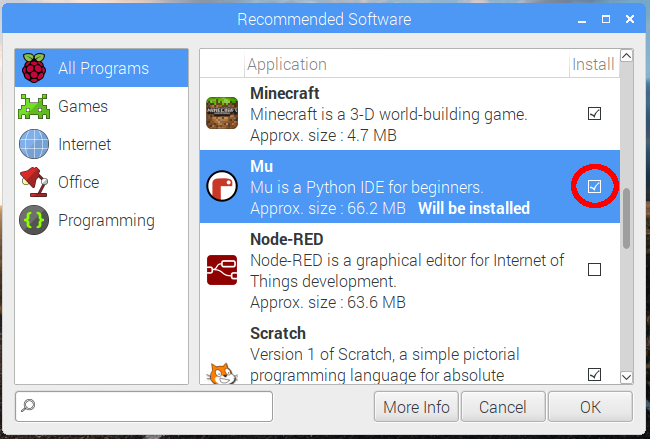 Recommended Software
All Programs
Games
Internet
Office
Programming
Application Install
Minecraft
Minecraft is a 3-D world-building game.
Approx. size : 4.7 MB
Mu
Mu is a Python IDE for beginners.
Approx. size : 66.2 MB Will be installed
Node-RED
Node-RED is a graphical editor for Internet of
Things development.
Approx. size : 63.6 MB
Scratch
Version 1 of Scratch, a simple pictorial
programming language for absolute
More Info Cancel OK